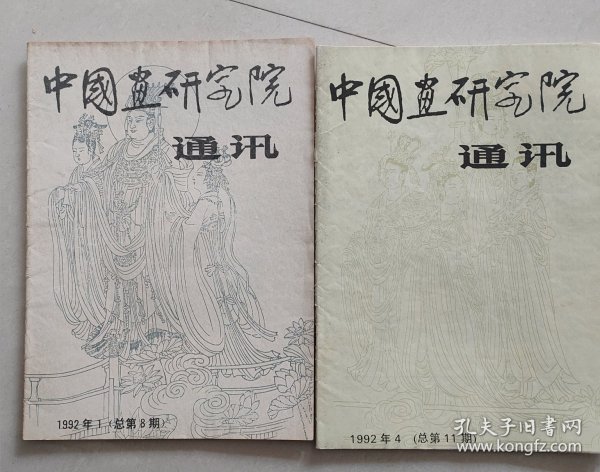 中國畫研究院
通讯
1992年1(总第8期)
中國畫研究院
通讯
1992年4 (总第11期)
孔夫子旧书网
www.kongfz.com